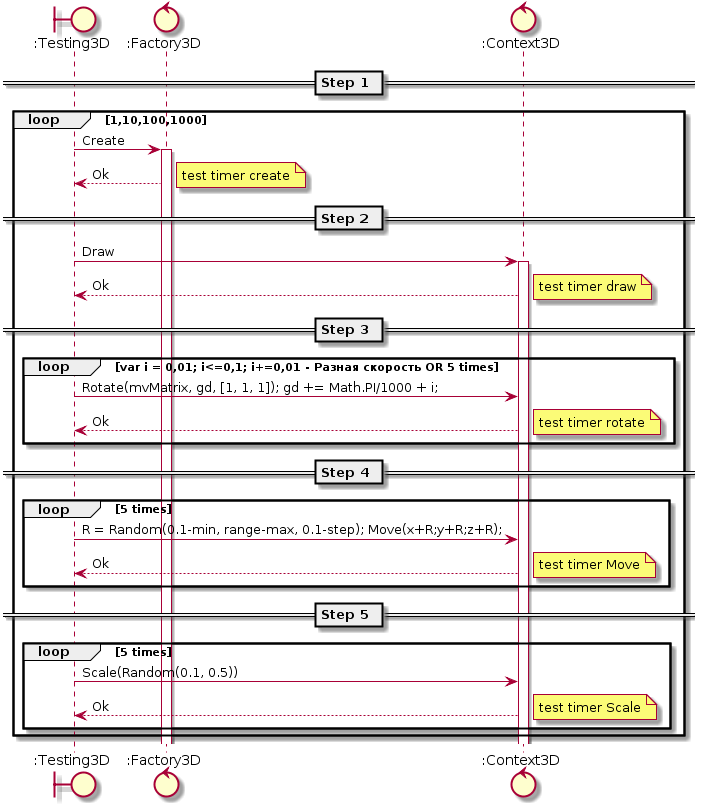 :Testing3D :Factory3D :Context3D
Step 1
loop [1,10,100,1000]
Create
Ok test timer create
Step 2
Draw
Ok test timer draw
Step 3
loop [var i = 0,01; i<=0,1; i+=0,01 - Разная скорость OR 5 times]
Rotate(mvMatrix, gd, [1, 1, 1]); gd += Math.PI/1000 + i;
Ok test timer rotate
Step 4
loop [5 times]
R = Random(0.1-min, range-max, 0.1-step); Move(x+R;y+R;z+R);
Ok test timer Move
Step 5
loop [5 times]
Scale(Random(0.1, 0.5))
Ok test timer Scale
:Testing3D :Factory3D :Context3D